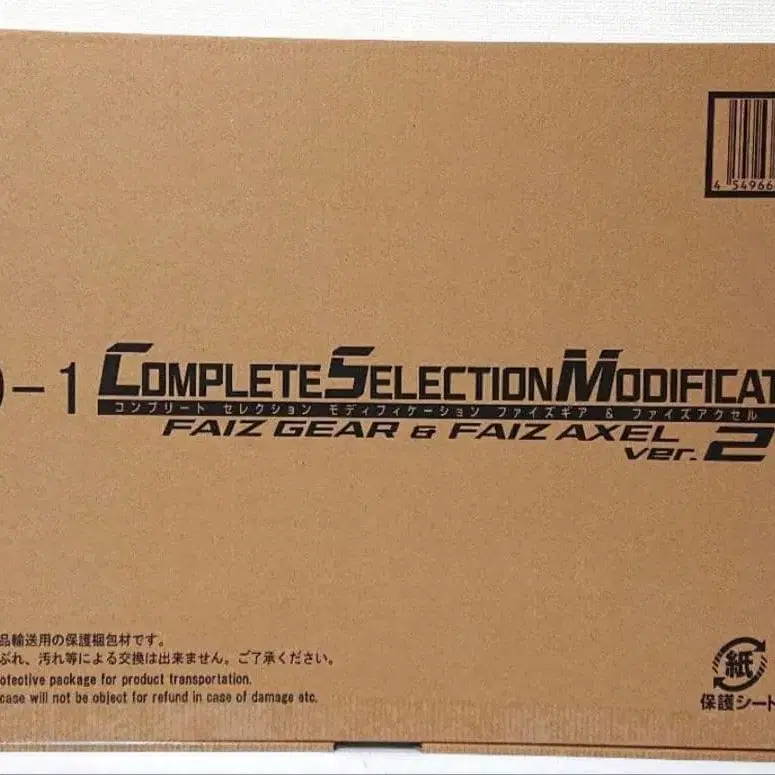 4 54966
-1 COMPLETE SELECTION MODIFICAT
コンプリート セレクション モディフィケーション ファイズギア & ファイズアクセル
FAIZ GEAR & FAIZ AXEL
ver.2
品輸送用の保護梱包材です。
ぶれ、汚れ等による交換は出来ません。ご了承ください。
otective package for product transportation.
case will not be object for refund in case of damage etc.
紙
保護シート